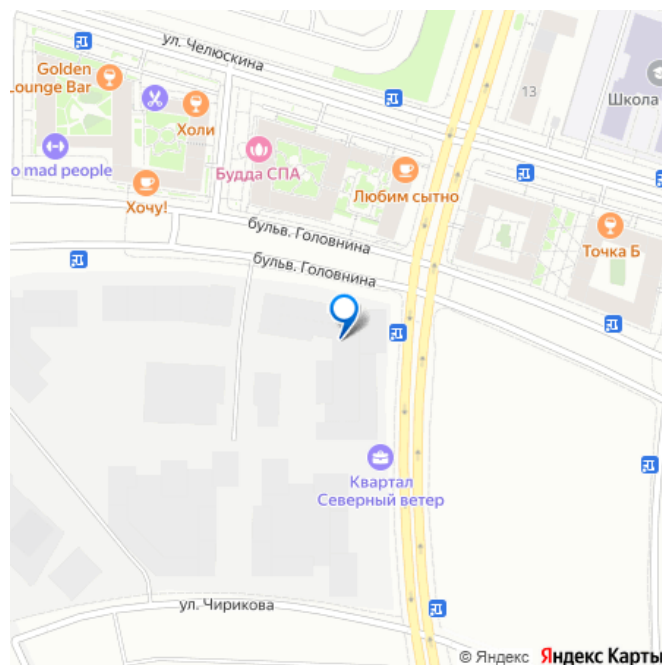 ул. Челюскина
Golden
Lounge Bar
Холи
13
Школа
o mad people
Хочу!
Будда СПА
Любим сытно
Точка Б
бульв. Головнина
бульв. Головнина
Квартал
Северный ветер
ул. Чирикова
© Яндекс Яндекс Карты